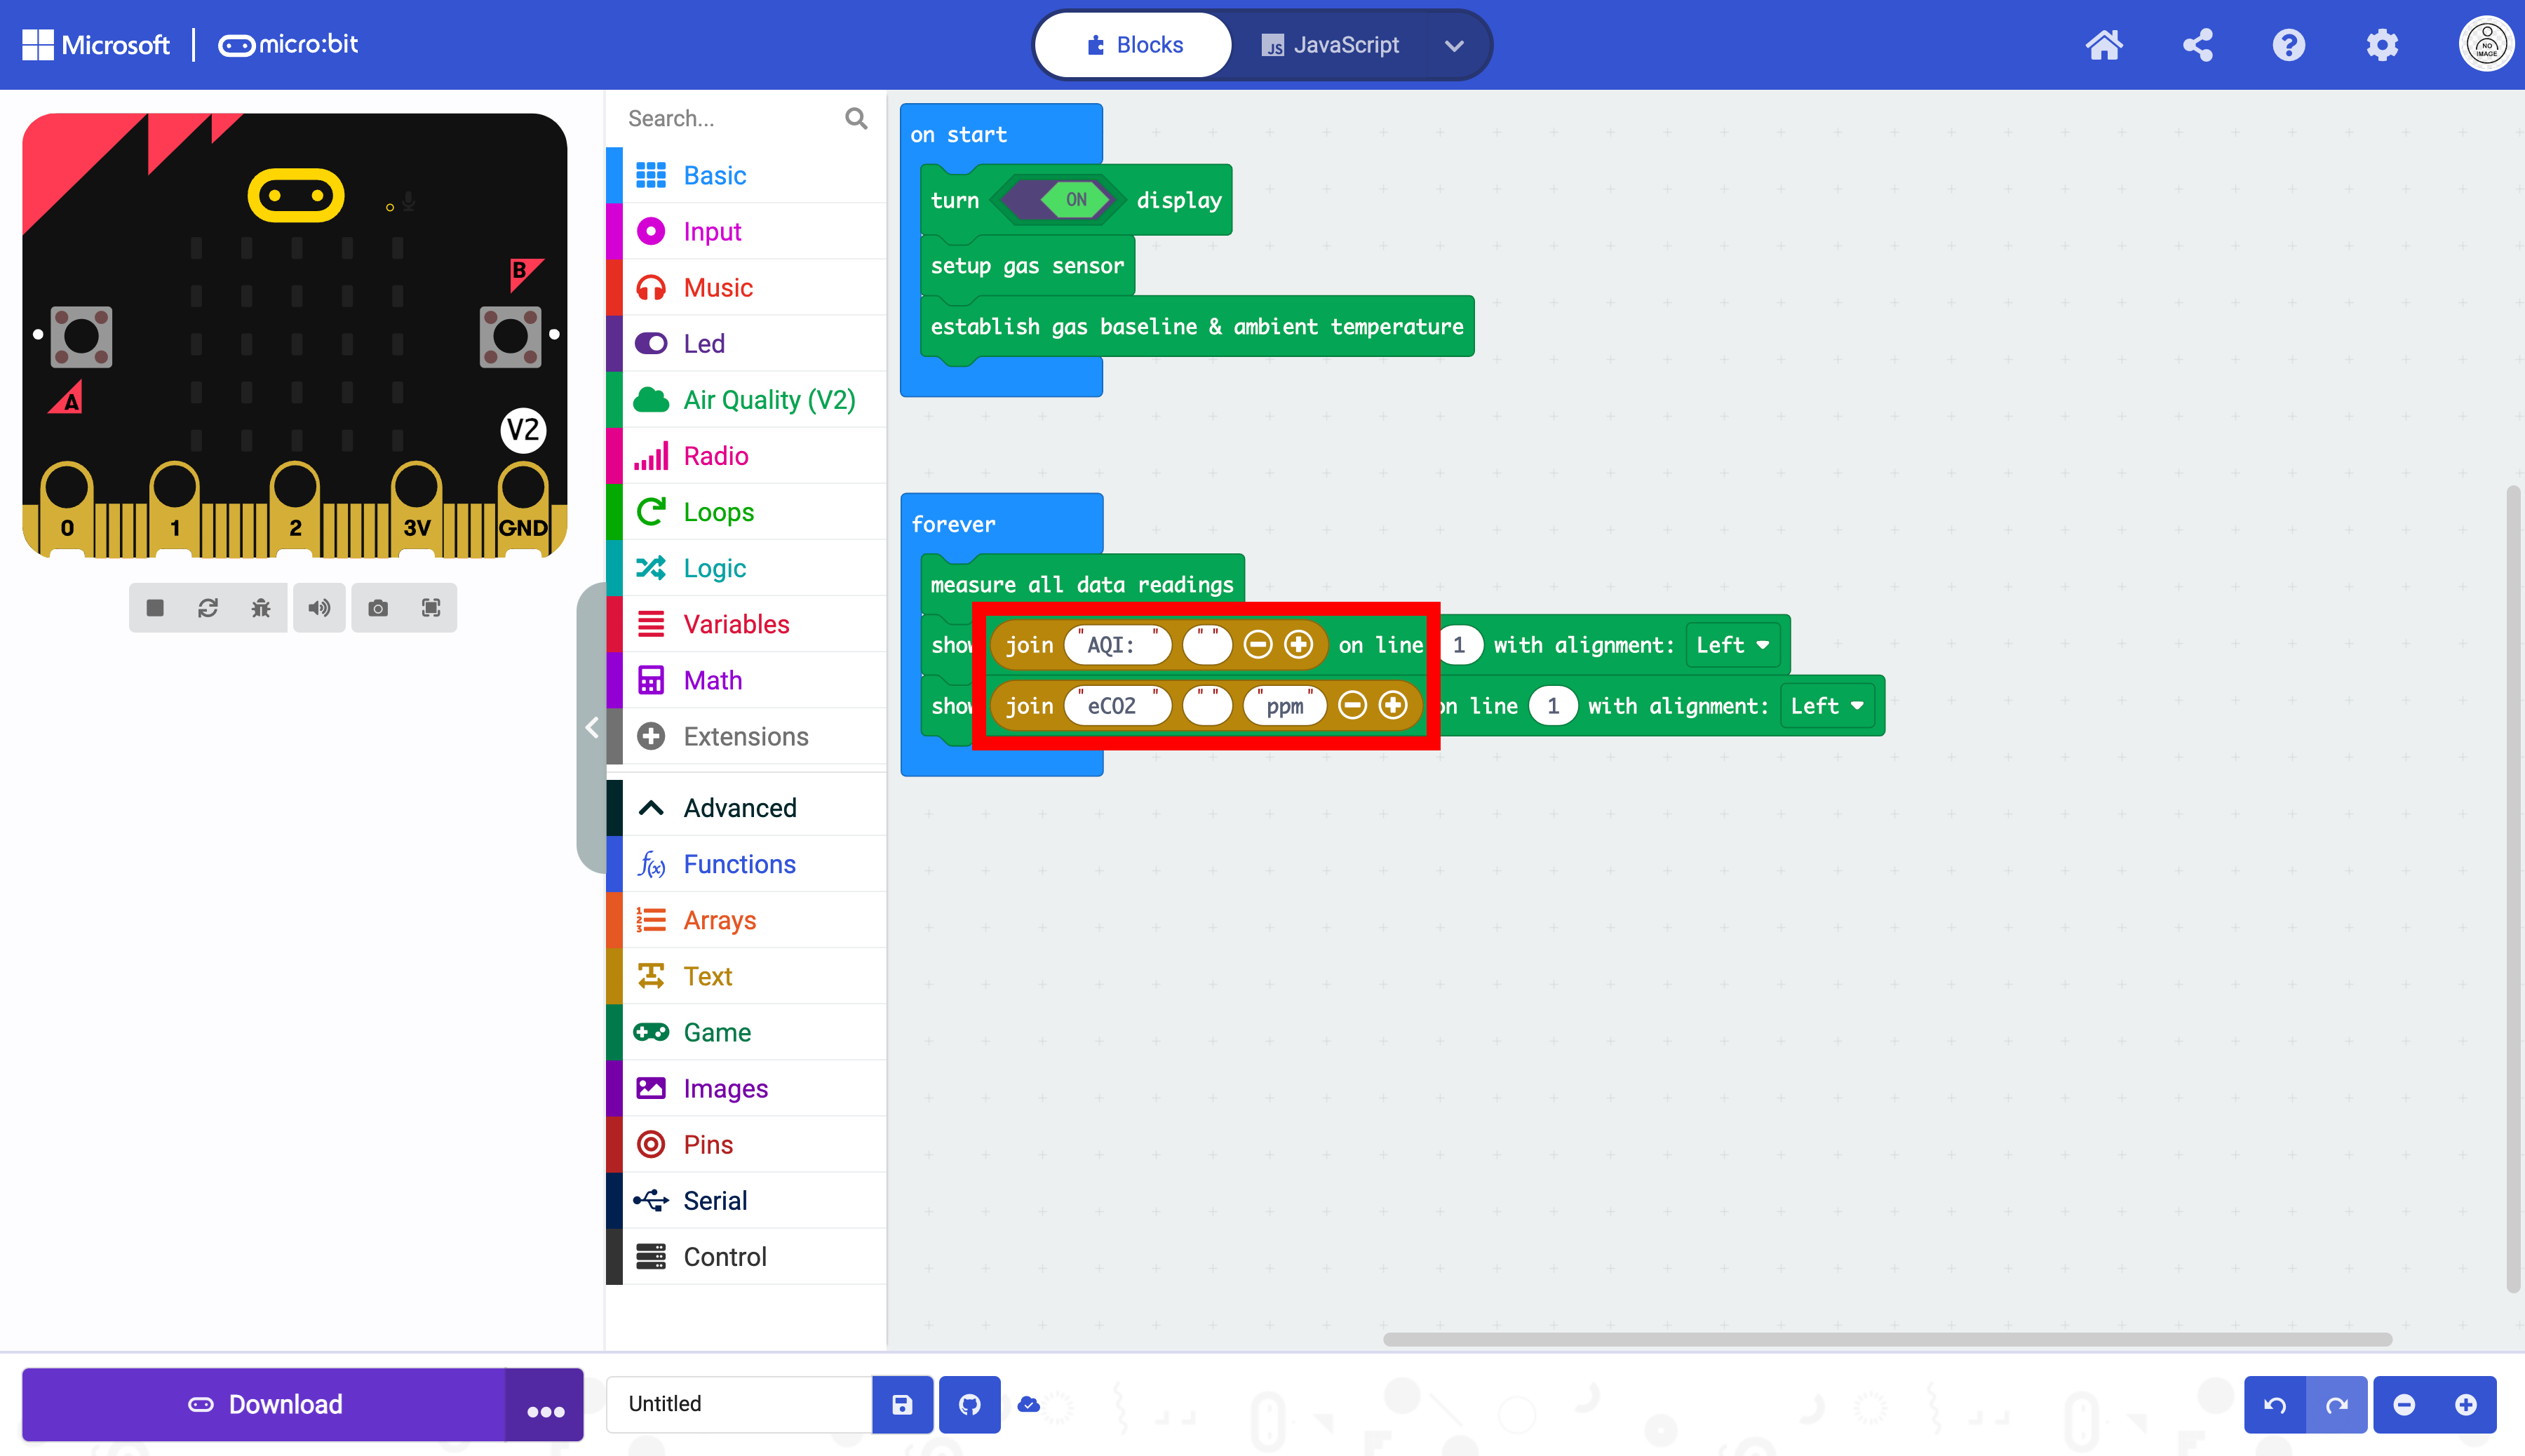 Microsoft | micro:bit
Blocks
JS JavaScript
NO IMAGE
B
A
V2
0 1 2 3V GND
Search...
Basic
Input
Music
Led
Air Quality (V2)
Radio
Loops
Logic
Variables
Math
Extensions
Advanced
f(x) Functions
Arrays
Text
Game
Images
Pins
Serial
Control
on start
turn ON display
setup gas sensor
establish gas baseline & ambient temperature
forever
measure all data readings
show join "AQI: " " " on line 1 with alignment: Left
show join "eCO2 " " " "ppm" on line 1 with alignment: Left
Download
Untitled